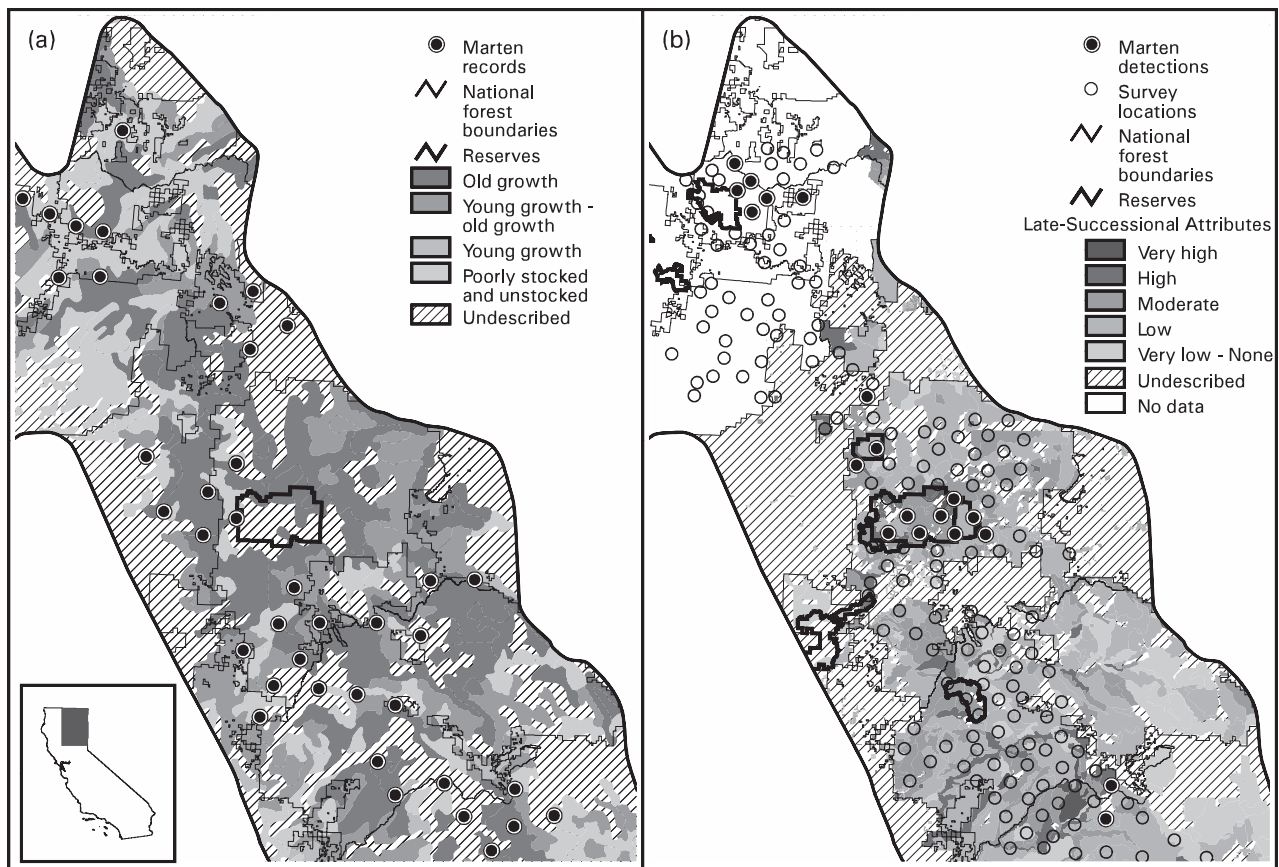 (a)
Marten
records
National
forest
boundaries
Reserves
Old growth
Young growth -
old growth
Young growth
Poorly stocked
and unstocked
Undescribed
(b)
Marten
detections
Survey
locations
National
forest
boundaries
Reserves
Late-Successional Attributes
Very high
High
Moderate
Low
Very low - None
Undescribed
No data